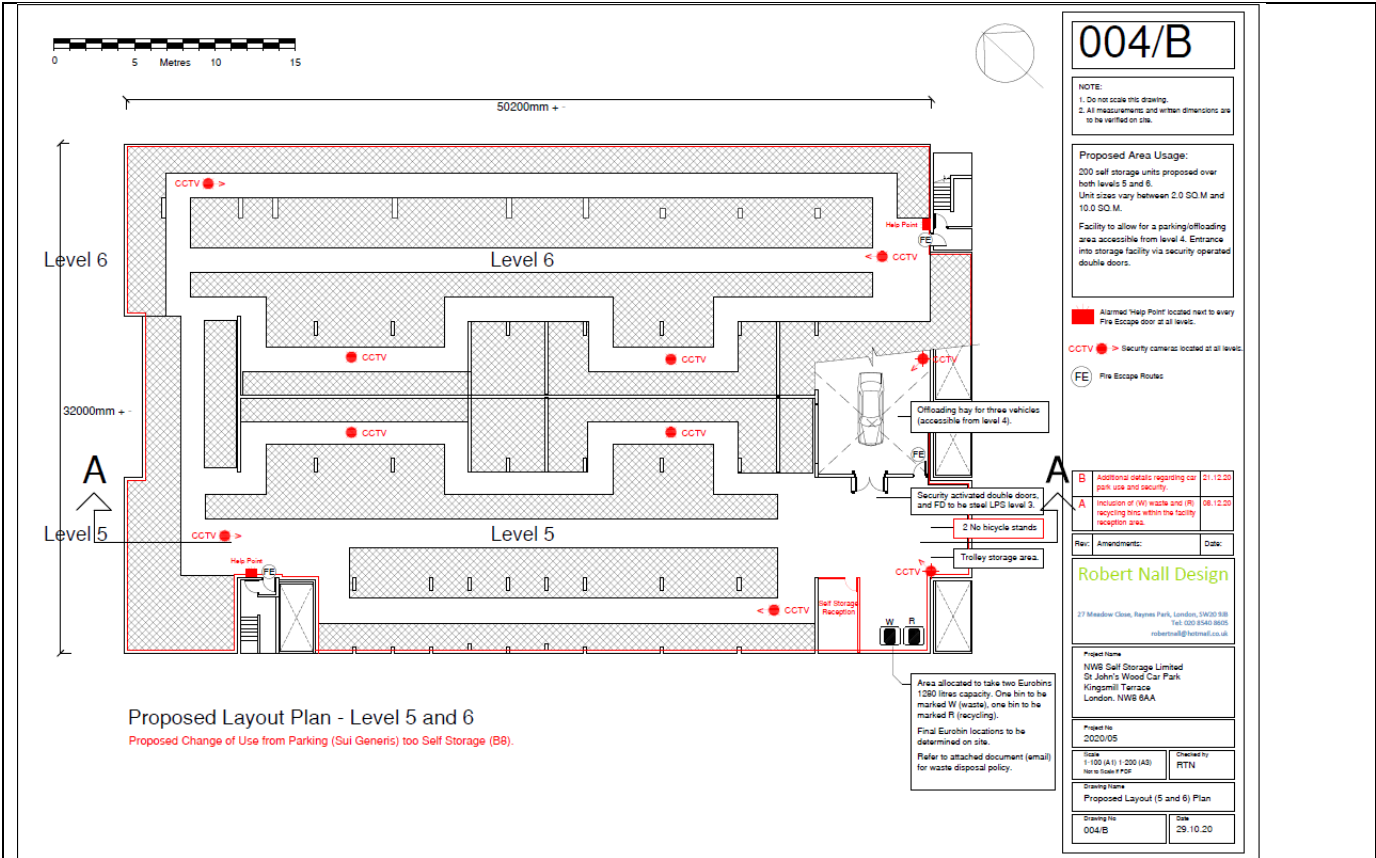 0 5 Metres 10 15
50200mm + -
32000mm + -
CCTV >
Help Point
FE
< CCTV
Level 6
Level 6
CCTV
CCTV
CCTV
<
Offloading bay for three vehicles
(accessible from level 4).
CCTV
CCTV
FE
A
A
Security activated double doors,
and FD to be steel LPS level 3.
2 No bicycle stands
Trolley storage area.
Level 5
CCTV >
Level 5
Help Point
FE
CCTV
<
< CCTV
Self Storage
Reception
W R
Area allocated to take two Eurobins
1280 litres capacity. One bin to be
marked W (waste), one bin to be
marked R (recycling).
Final Eurobin locations to be
determined on site.
Refer to attached document (email)
for waste disposal policy.
Proposed Layout Plan - Level 5 and 6
Proposed Change of Use from Parking (Sui Generis) too Self Storage (B8).
004/B
NOTE:
1. Do not scale this drawing.
2. All measurements and written dimensions are
to be verified on site.
Proposed Area Usage:
200 self storage units proposed over
both levels 5 and 6.
Unit sizes vary between 2.0 SQ.M and
10.0 SQ.M.
Facility to allow for a parking/offloading
area accessible from level 4. Entrance
into storage facility via security operated
double doors.
Alarmed 'Help Point' located next to every
Fire Escape door at all levels.
CCTV > Security cameras located at all levels.
FE Fire Escape Routes
B Additional details regarding car
park use and security. 21.12.20
A Inclusion of (W) waste and (R)
recycling bins within the facility
reception area. 08.12.20
Rev: Amendments: Date:
Robert Nall Design
27 Meadow Close, Raynes Park, London, SW20 9JB
Tel: 020 8540 8605
robertnall@hotmail.co.uk
Project Name
NW8 Self Storage Limited
St John's Wood Car Park
Kingsmill Terrace
London. NW8 6AA
Project No
2020/05
Scale
1-100 (A1) 1-200 (A3)
Not to Scale if PDF
Checked by
RTN
Drawing Name
Proposed Layout (5 and 6) Plan
Drawing No
004/B
Date
29.10.20